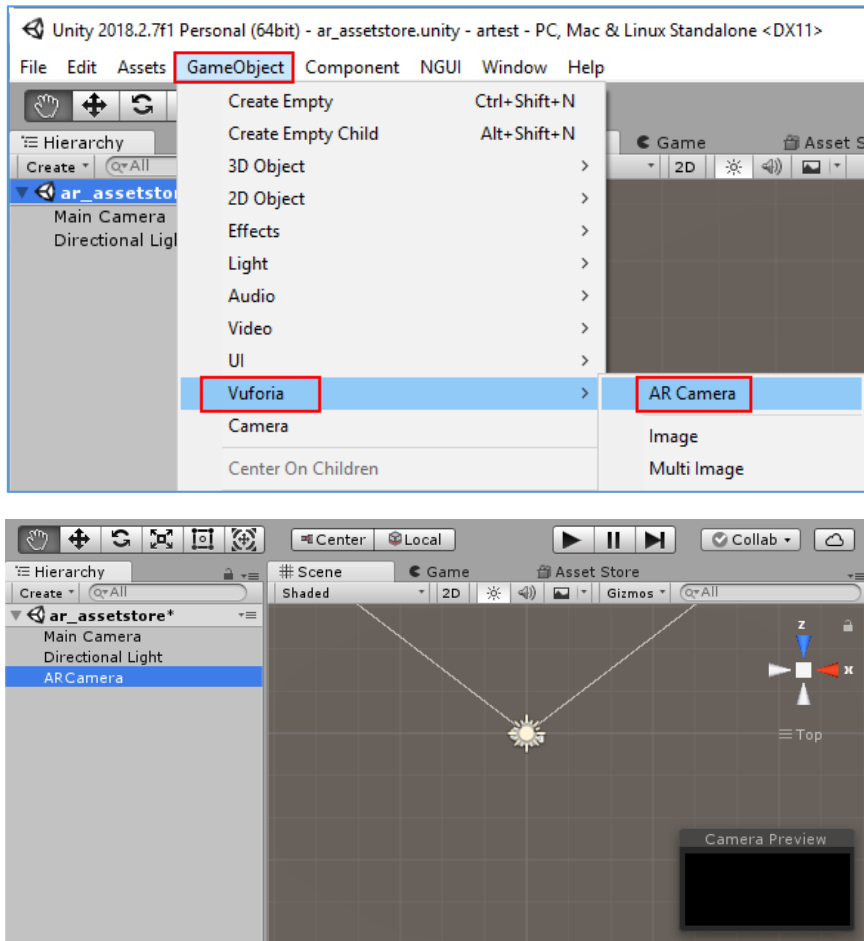 Unity 2018.2.7f1 Personal (64bit) - ar_assetstore.unity - artest - PC, Mac & Linux Standalone <DX11>
File Edit Assets GameObject Component NGUI Window Help
Create Empty Ctrl+Shift+N
Create Empty Child Alt+Shift+N
Hierarchy Game Asset S
Create All 3D Object 2D
ar_assetsto 2D Object
Main Camera
Effects
Directional Ligl
Light
Audio
Video
UI
Vuforia AR Camera
Camera
Image
Center On Children Multi Image
Center Local Collab
Hierarchy Scene Game Asset Store
Create All Shaded 2D Gizmos All
ar_assetstore*
Main Camera z
Directional Light
ARCamera x
Top
Camera Preview